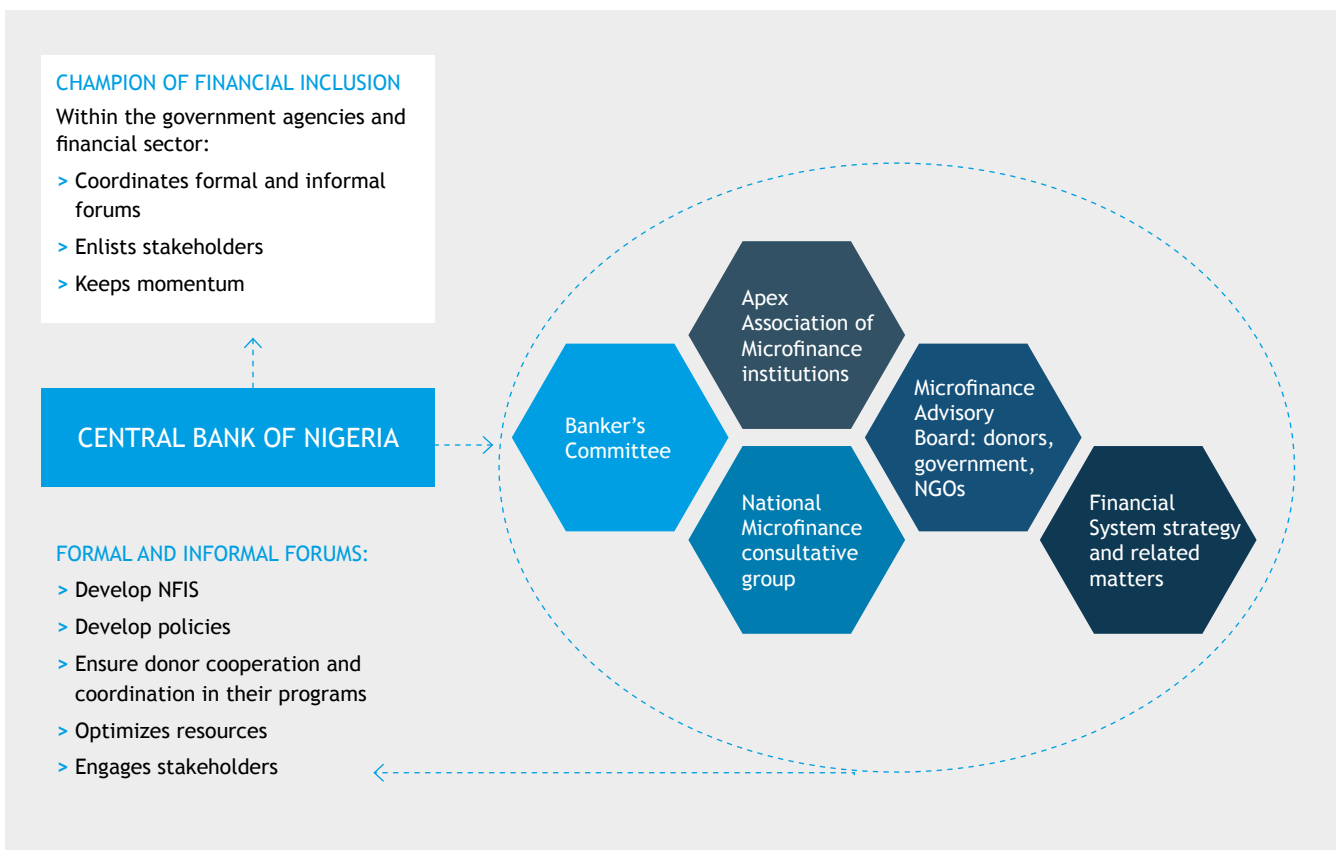 CHAMPION OF FINANCIAL INCLUSION
Within the government agencies and
financial sector:
> Coordinates formal and informal
forums
> Enlists stakeholders
> Keeps momentum
CENTRAL BANK OF NIGERIA
FORMAL AND INFORMAL FORUMS:
> Develop NFIS
> Develop policies
> Ensure donor cooperation and
coordination in their programs
> Optimizes resources
> Engages stakeholders
Banker's
Committee
Apex
Association of
Microfinance
institutions
National
Microfinance
consultative
group
Microfinance
Advisory
Board: donors,
government,
NGOs
Financial
System strategy
and related
matters